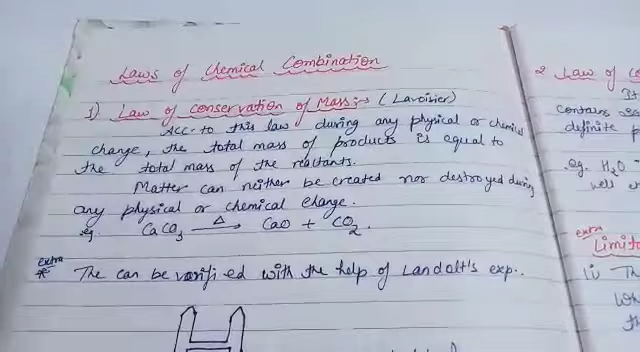 Laws of Chemical Combination
1) Law of conservation of Mass:- (Lavoisier)
Acc. to this law during any physical or chemical
change, the total mass of products is equal to
the total mass of the reactants.
Matter can neither be created nor destroyed during
any physical or chemical change.
eg. CaCO3 —Δ→ CaO + CO2.
extra
* The can be verified with the help of Landolt's exp..
2 Law of
contains
definite
eg. H2O
well
extra